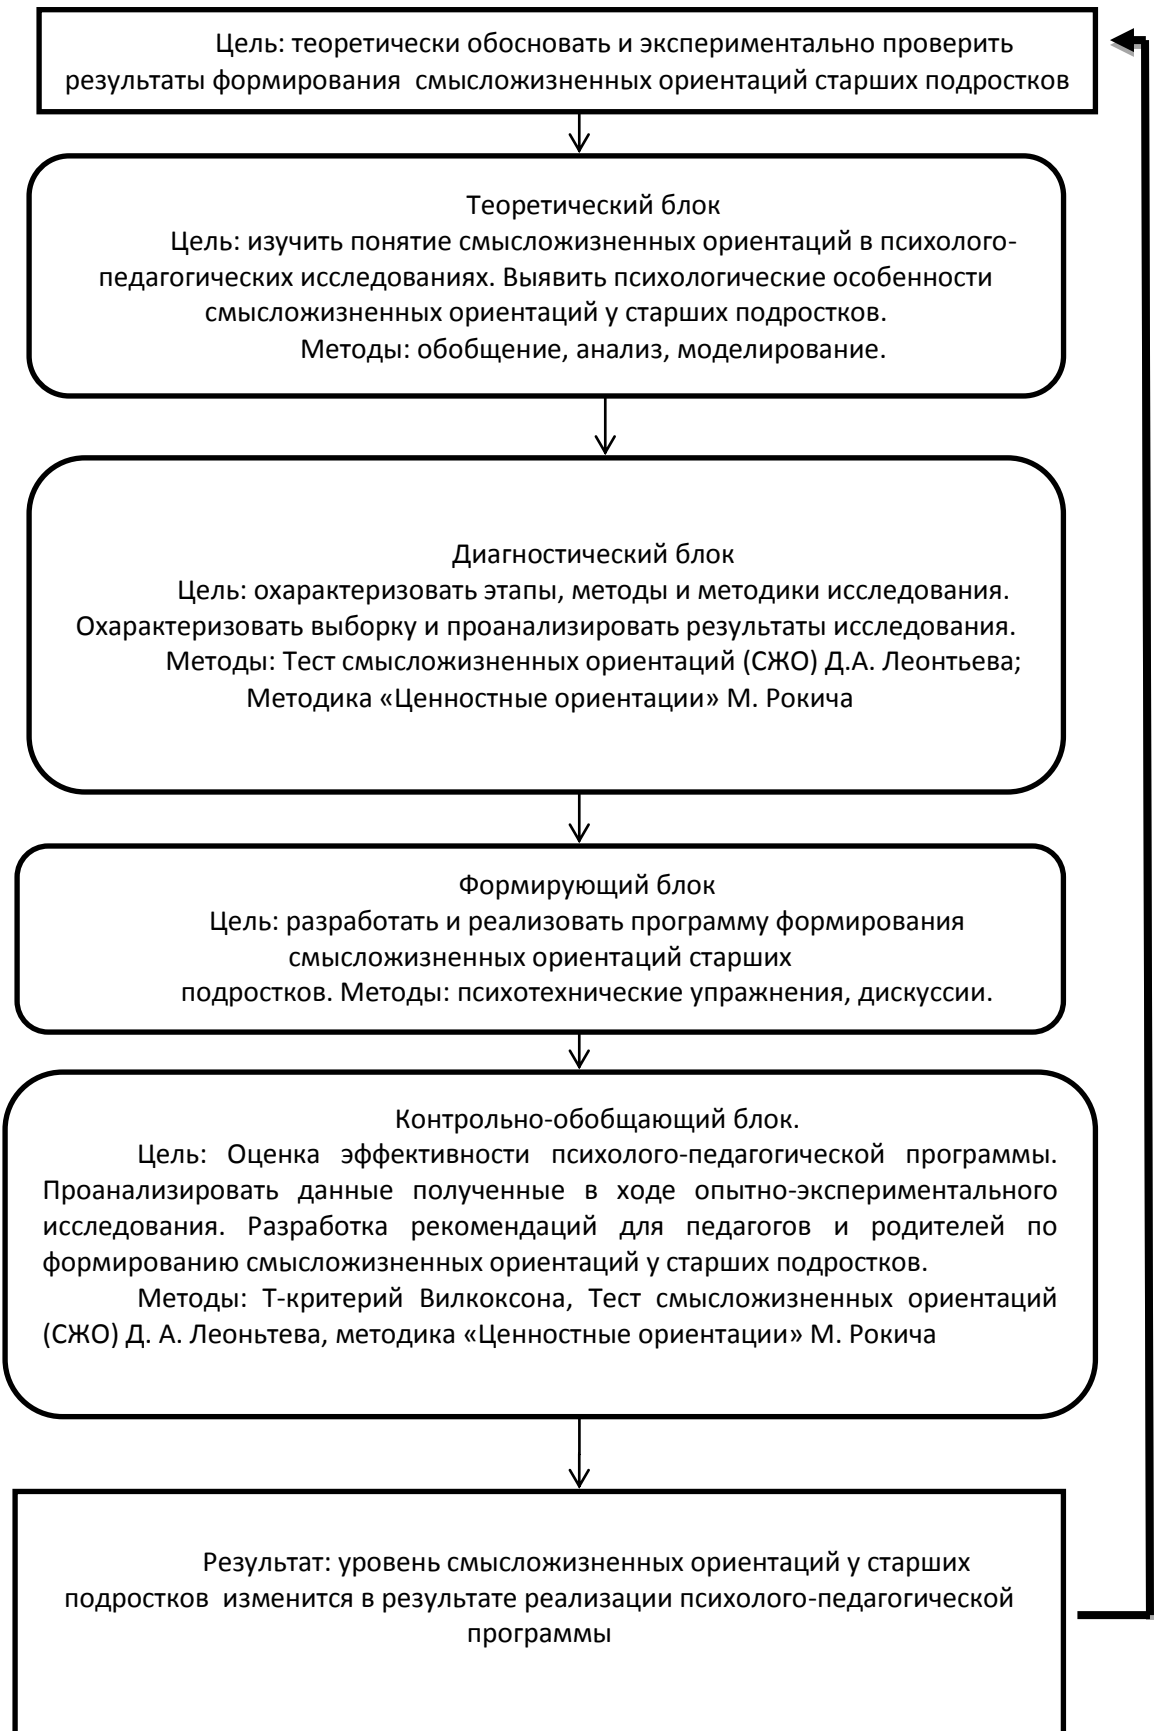 Цель: теоретически обосновать и экспериментально проверить
результаты формирования смысложизненных ориентаций старших подростков
Теоретический блок
Цель: изучить понятие смысложизненных ориентаций в психолого-
педагогических исследованиях. Выявить психологические особенности
смысложизненных ориентаций у старших подростков.
Методы: обобщение, анализ, моделирование.
Диагностический блок
Цель: охарактеризовать этапы, методы и методики исследования.
Охарактеризовать выборку и проанализировать результаты исследования.
Методы: Тест смысложизненных ориентаций (СЖО) Д.А. Леонтьева;
Методика «Ценностные ориентации» М. Рокича
Формирующий блок
Цель: разработать и реализовать программу формирования
смысложизненных ориентаций старших
подростков. Методы: психотехнические упражнения, дискуссии.
Контрольно-обобщающий блок.
Цель: Оценка эффективности психолого-педагогической программы.
Проанализировать данные полученные в ходе опытно-экспериментального
исследования. Разработка рекомендаций для педагогов и родителей по
формированию смысложизненных ориентаций у старших подростков.
Методы: Т-критерий Вилкоксона, Тест смысложизненных ориентаций
(СЖО) Д. А. Леоньтева, методика «Ценностные ориентации» М. Рокича
Результат: уровень смысложизненных ориентаций у старших
подростков изменится в результате реализации психолого-педагогической
программы